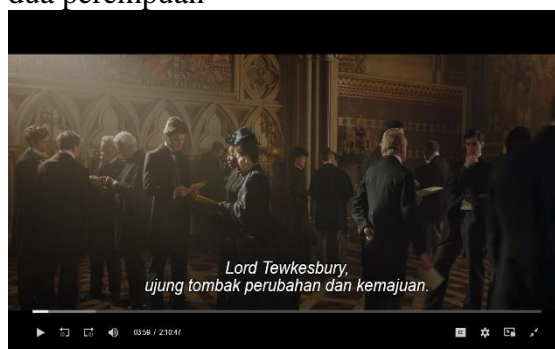 dua perempuan
Lord Tewkesbury,
ujung tombak perubahan dan kemajuan.
03:59 / 2:10:47